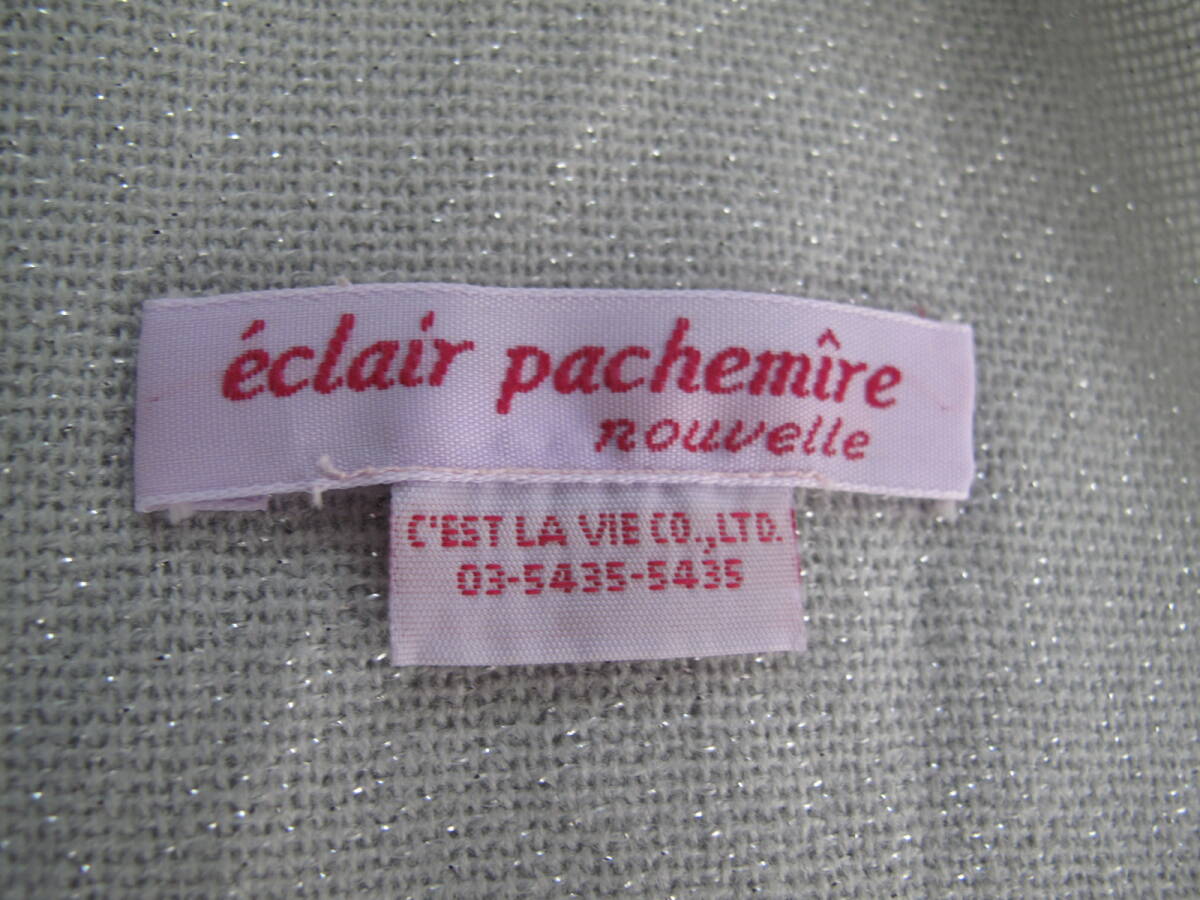 éclair pachemîre
nouvelle
C'EST LA VIE CO.,LTD.
03-5435-5435